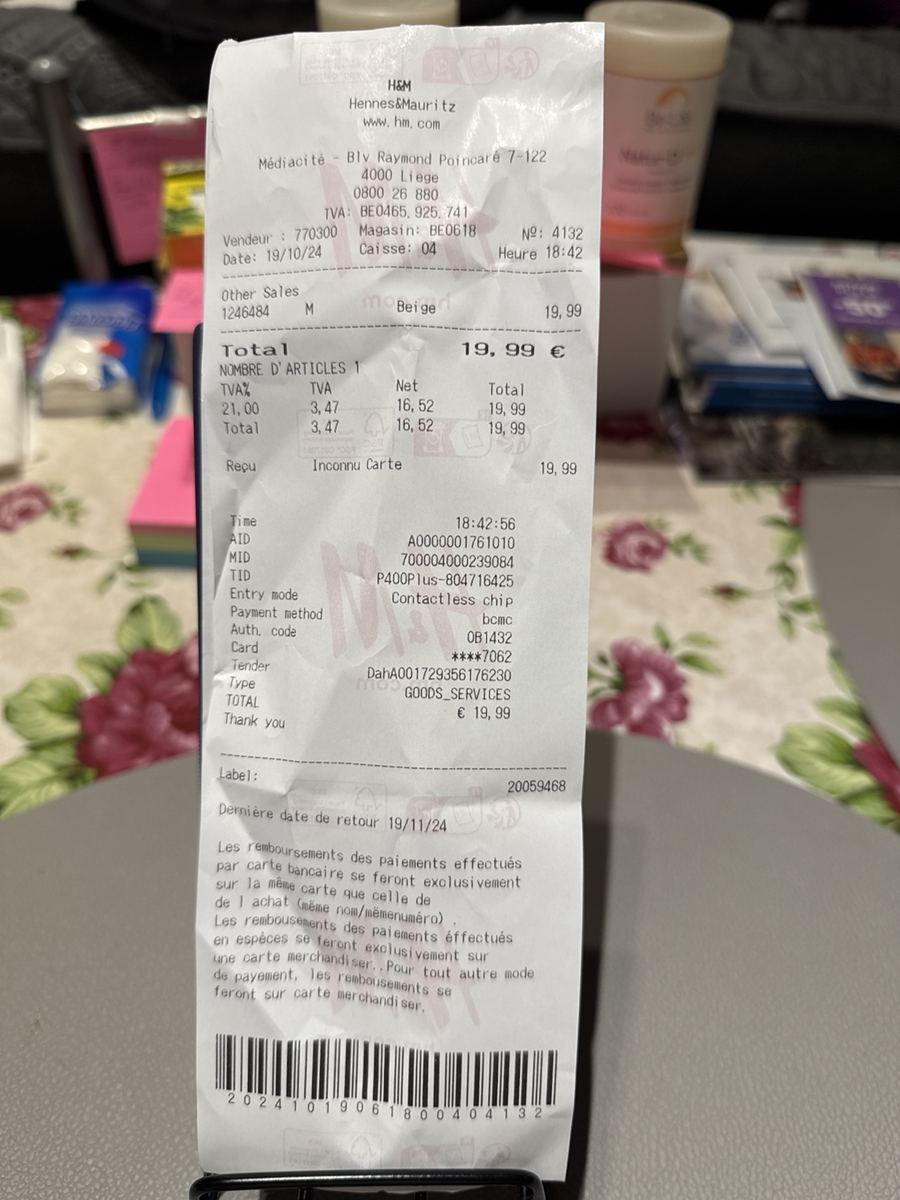 H&M
Hennes&Mauritz
www.hm.com
Médiacité - Blv Raymond Poincaré 7-122
4000 Liege
0800 26 880
TVA: BE0465.925.741
Vendeur : 770300 Magasin: BE0618 Nº: 4132
Date: 19/10/24 Caisse: 04 Heure 18:42
Other Sales
1246484 M Beige 19,99
Total 19,99 €
NOMBRE D'ARTICLES 1
TVA% TVA Net Total
21,00 3,47 16,52 19,99
Total 3,47 16,52 19,99
Reçu Inconnu Carte 19,99
Time 18:42:56
AID A0000001761010
MID 700004000239084
TID P400Plus-804716425
Entry mode Contactless chip
Payment method bcmc
Auth. code 0B1432
Card ****7062
Tender DahA001729356176230
Type GOODS_SERVICES
TOTAL € 19,99
Thank you
Label: 20059468
Dernière date de retour 19/11/24
Les remboursements des paiements effectués
par carte bancaire se feront exclusivement
sur la même carte que celle de
de l achat (même nom/mêmenuméro) .
Les rembousements des paiements éffectués
en espèces se feront exclusivement sur
une carte merchandiser..Pour tout autre mode
de payement, les remboursements se
feront sur carte merchandiser.
20241019061800404132